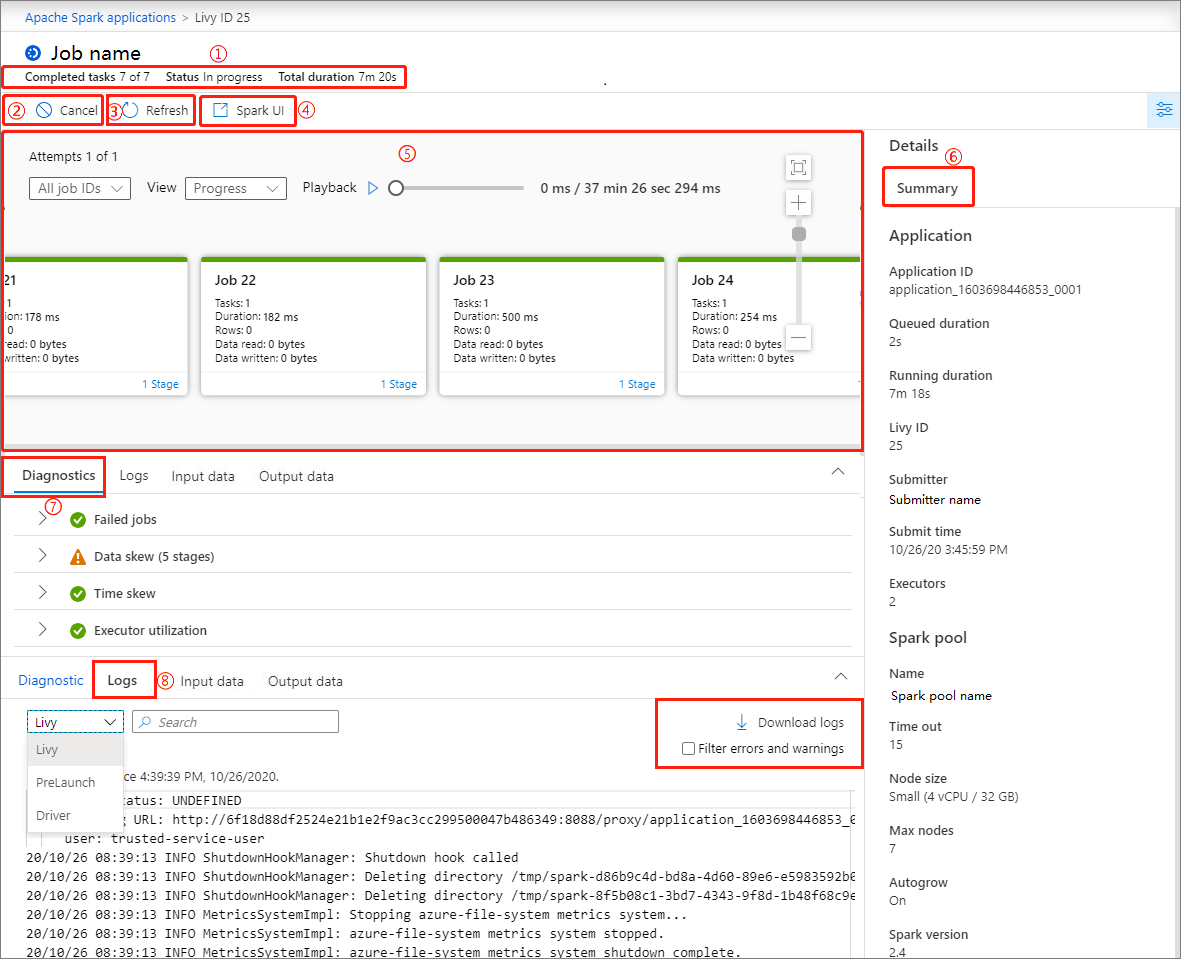 Apache Spark applications > Livy ID 25
Job name
①
Completed tasks 7 of 7 Status In progress Total duration 7m 20s
② Cancel ③ Refresh Spark UI ④
Attempts 1 of 1 ⑤
All job IDs View Progress Playback 0 ms / 37 min 26 sec 294 ms
21
1
ion: 178 ms
0
read: 0 bytes
written: 0 bytes
1 Stage
Job 22
Tasks: 1
Duration: 182 ms
Rows: 0
Data read: 0 bytes
Data written: 0 bytes
1 Stage
Job 23
Tasks: 1
Duration: 500 ms
Rows: 0
Data read: 0 bytes
Data written: 0 bytes
1 Stage
Job 24
Tasks: 1
Duration: 254 ms
Rows: 0
Data read: 0 bytes
Data written: 0 bytes
Diagnostics Logs Input data Output data
⑦
Failed jobs
Data skew (5 stages)
Time skew
Executor utilization
Diagnostic Logs ⑧ Input data Output data
Livy Search Download logs
Filter errors and warnings
Livy
PreLaunch
Driver
ce 4:39:39 PM, 10/26/2020.
atus: UNDEFINED
g URL: http://6f18d88df2524e21b1e2f9ac3cc299500047b486349:8088/proxy/application_1603698446853_0
user: trusted-service-user
20/10/26 08:39:13 INFO ShutdownHookManager: Shutdown hook called
20/10/26 08:39:13 INFO ShutdownHookManager: Deleting directory /tmp/spark-d86b9c4d-bd8a-4d60-89e6-e5983592b0
20/10/26 08:39:13 INFO ShutdownHookManager: Deleting directory /tmp/spark-8f5b08c1-3bd7-4343-9f8d-1b48f68c9e
20/10/26 08:39:13 INFO MetricsSystemImpl: Stopping azure-file-system metrics system...
20/10/26 08:39:13 INFO MetricsSystemImpl: azure-file-system metrics system stopped.
20/10/26 08:39:13 INFO MetricsSystemImpl: azure-file-system metrics system shutdown complete.
Details
⑥
Summary
Application
Application ID
application_1603698446853_0001
Queued duration
2s
Running duration
7m 18s
Livy ID
25
Submitter
Submitter name
Submit time
10/26/20 3:45:59 PM
Executors
2
Spark pool
Name
Spark pool name
Time out
15
Node size
Small (4 vCPU / 32 GB)
Max nodes
7
Autogrow
On
Spark version
2.4